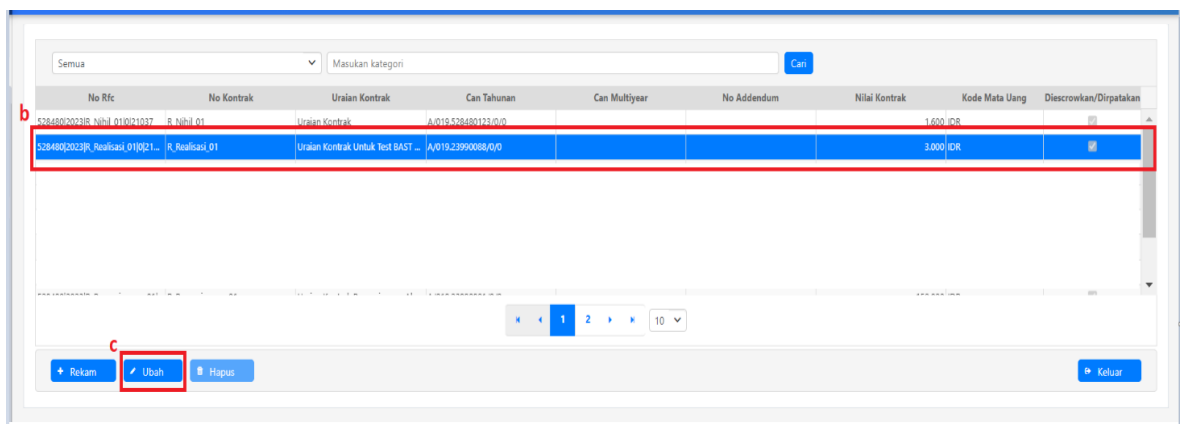 Semua Masukan kategori Cari
No Rfc No Kontrak Uraian Kontrak Can Tahunan Can Multiyear No Addendum Nilai Kontrak Kode Mata Uang Diescrowkan/Dirpatakan
b
528480|2023|R_Nihil_01|0|21037 R_Nihil_01 Uraian Kontrak A/019.528480123/0/0 1.600 IDR
528480|2023|R_Realisasi_01|0|21... R_Realisasi_01 Uraian Kontrak Untuk Test BAST ... A/019.23990088/0/0 3.000 IDR
1 2 10
c
Rekam Ubah Hapus Keluar